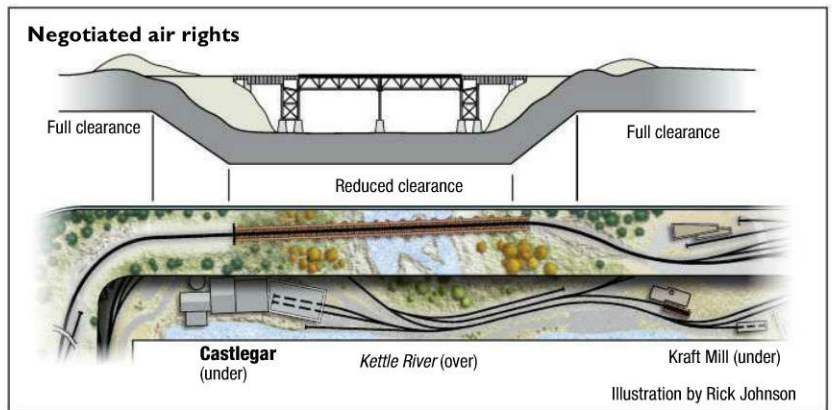 Negotiated air rights
Full clearance
Full clearance
Reduced clearance
Castlegar
(under)
Kettle River (over)
Kraft Mill (under)
Illustration by Rick Johnson